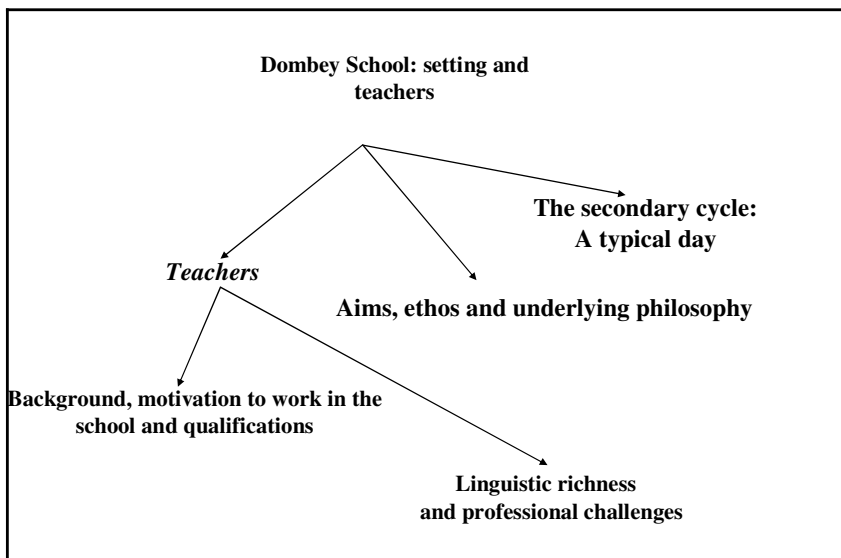 Dombey School: setting and
teachers
The secondary cycle:
A typical day
Teachers
Aims, ethos and underlying philosophy
Background, motivation to work in the
school and qualifications
Linguistic richness
and professional challenges